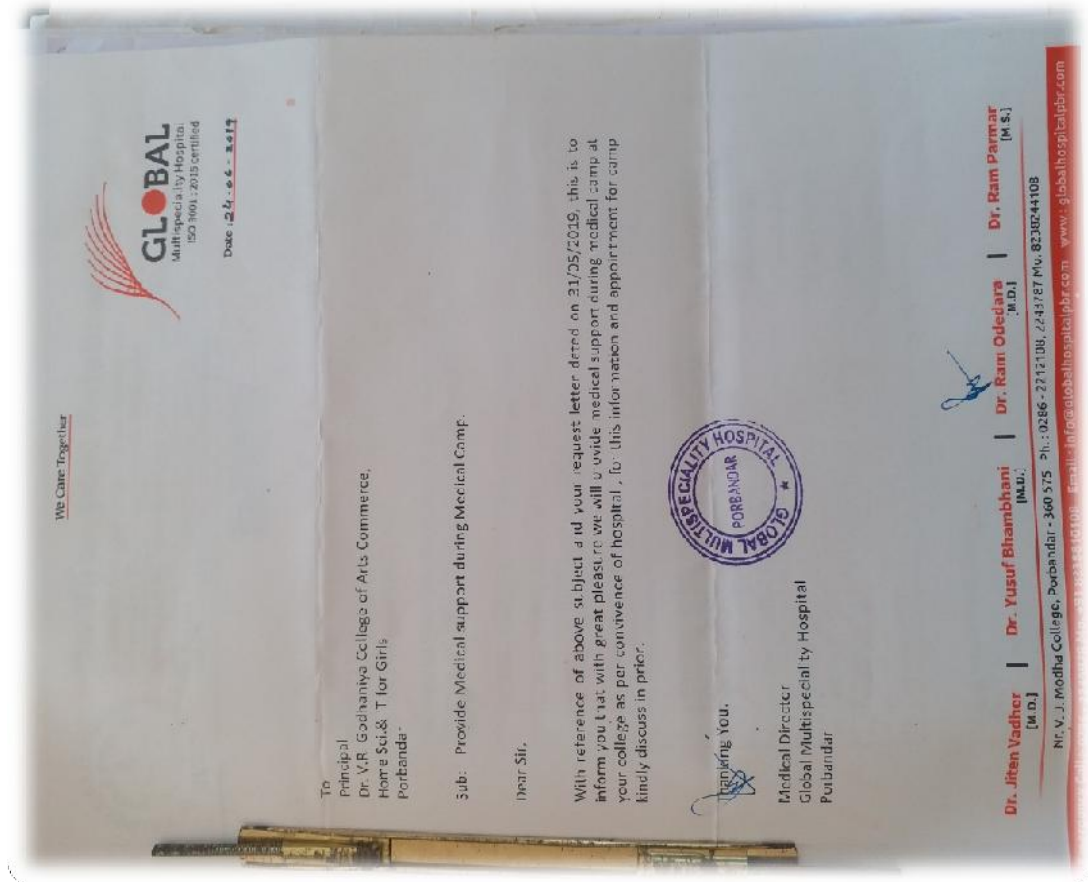 We Care Together
GLOBAL
Multispeciality Hospital
ISO 9001 : 2015 certified
Date : 24-06-2019
To
Principal
Dr. V.R. Godhaniya College of Arts Commerce,
Home Sci.& IT for Girls
Porbandar
Sub: Provide Medical support during Medical Camp.
Dear Sir,
With reference of above subject and your request letter dated on 31/05/2019, this is to
inform you that with great pleasure we will provide medical support during medical camp at
your college as per convivence of hospital , for this information and appointment for camp
kindly discuss in prior.
Thanking You.
GLOBAL MULTISPECIALITY HOSPITAL
PORBANDAR
Medical Director
Global Multispeciality Hospital
Porbandar
Dr. Jiten Vadher | Dr. Yusuf Bhambhani | Dr. Ram Odedara | Dr. Ram Parmar
[M.D.] [M.D.] [M.D.] [M.S.]
Nr. V. J. Modha College, Porbandar - 360 575 Ph.: 0286 - 2212108, 2243787 Mo. 8238244108
Email : info@globalhospitalpbr.com www : globalhospitalpbr.com